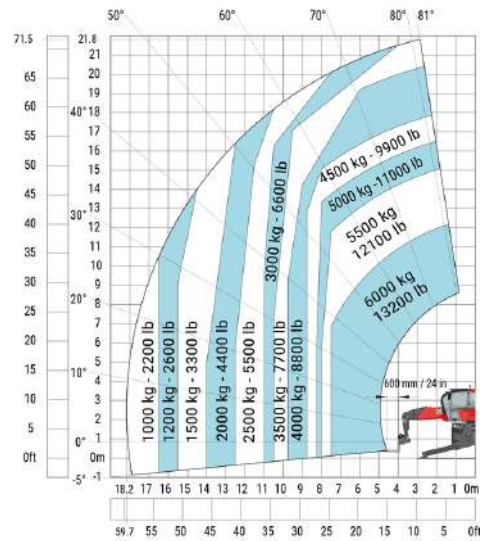 50° 60° 70° 80° 81°
71.5 21.8
21
65 20
19
60 40° 18
17
55 16
50 15
14
45 13
30° 12
40 11
35 10
9
30 20° 8
25 7
6
20 5
15 10° 4
3
10 2
5 0° 1
0ft 0m
-5° -1
1000 kg - 2200 lb
1200 kg - 2600 lb
1500 kg - 3300 lb
2000 kg - 4400 lb
2500 kg - 5500 lb
3000 kg - 6600 lb
3500 kg - 7700 lb
4000 kg - 8800 lb
4500 kg - 9900 lb
5000 kg -11000 lb
5500 kg
12100 lb
6000 kg
13200 lb
600 mm / 24 in
18.2 17 16 15 14 13 12 11 10 9 8 7 6 5 4 3 2 1 0m
59.7 55 50 45 40 35 30 25 20 15 10 5 0ft